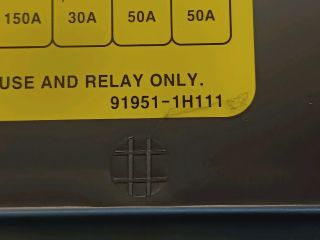 150A 30A 50A 50A
USE AND RELAY ONLY.
91951-1H111